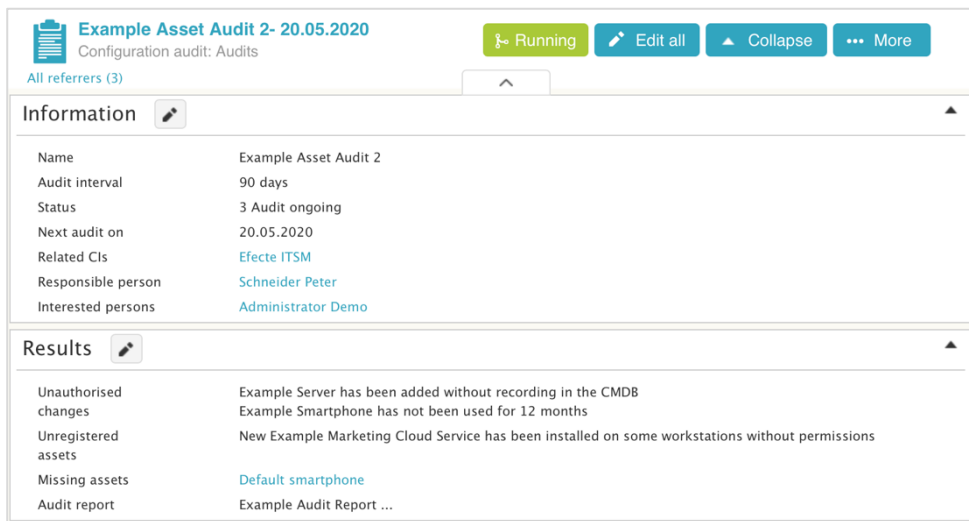 Example Asset Audit 2- 20.05.2020
Configuration audit: Audits
Running
Edit all
Collapse
More
All referrers (3)
Information
Name Example Asset Audit 2
Audit interval 90 days
Status 3 Audit ongoing
Next audit on 20.05.2020
Related CIs Efecte ITSM
Responsible person Schneider Peter
Interested persons Administrator Demo
Results
Unauthorised Example Server has been added without recording in the CMDB
changes Example Smartphone has not been used for 12 months
Unregistered New Example Marketing Cloud Service has been installed on some workstations without permissions
assets
Missing assets Default smartphone
Audit report Example Audit Report ...